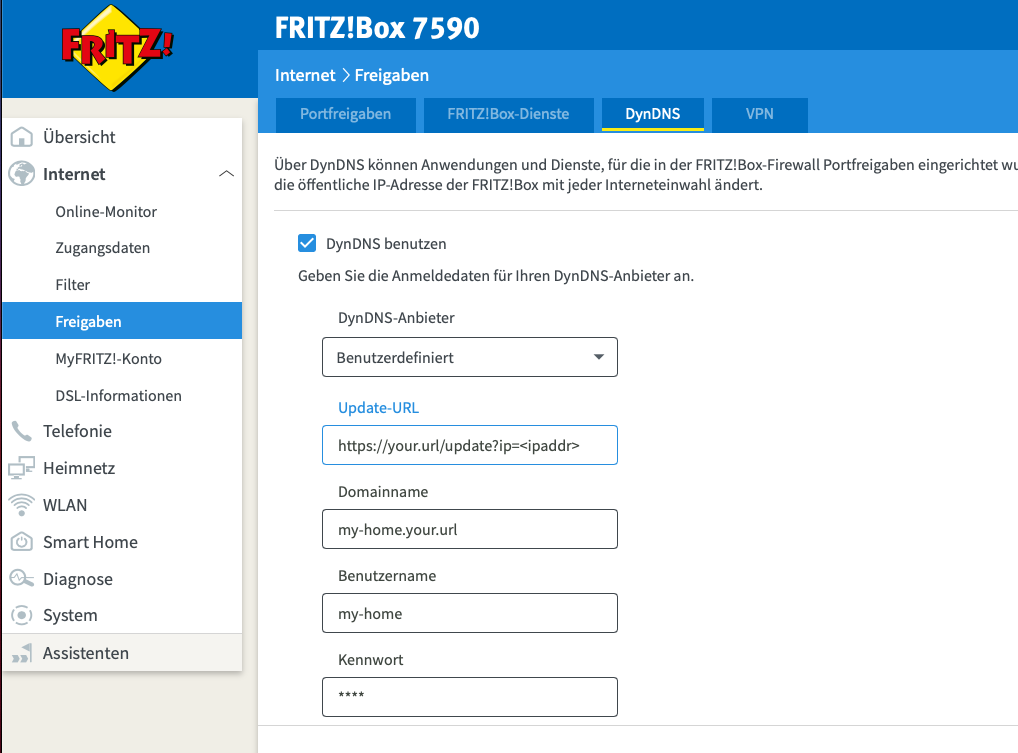 FRITZ!
FRITZ!Box 7590
Internet > Freigaben
Portfreigaben FRITZ!Box-Dienste DynDNS VPN
Übersicht
Internet
Online-Monitor
Zugangsdaten
Filter
Freigaben
MyFRITZ!-Konto
DSL-Informationen
Telefonie
Heimnetz
WLAN
Smart Home
Diagnose
System
Assistenten
Über DynDNS können Anwendungen und Dienste, für die in der FRITZ!Box-Firewall Portfreigaben eingerichtet wu
die öffentliche IP-Adresse der FRITZ!Box mit jeder Interneteinwahl ändert.
DynDNS benutzen
Geben Sie die Anmeldedaten für Ihren DynDNS-Anbieter an.
DynDNS-Anbieter
Benutzerdefiniert
Update-URL
https://your.url/update?ip=<ipaddr>
Domainname
my-home.your.url
Benutzername
my-home
Kennwort
****